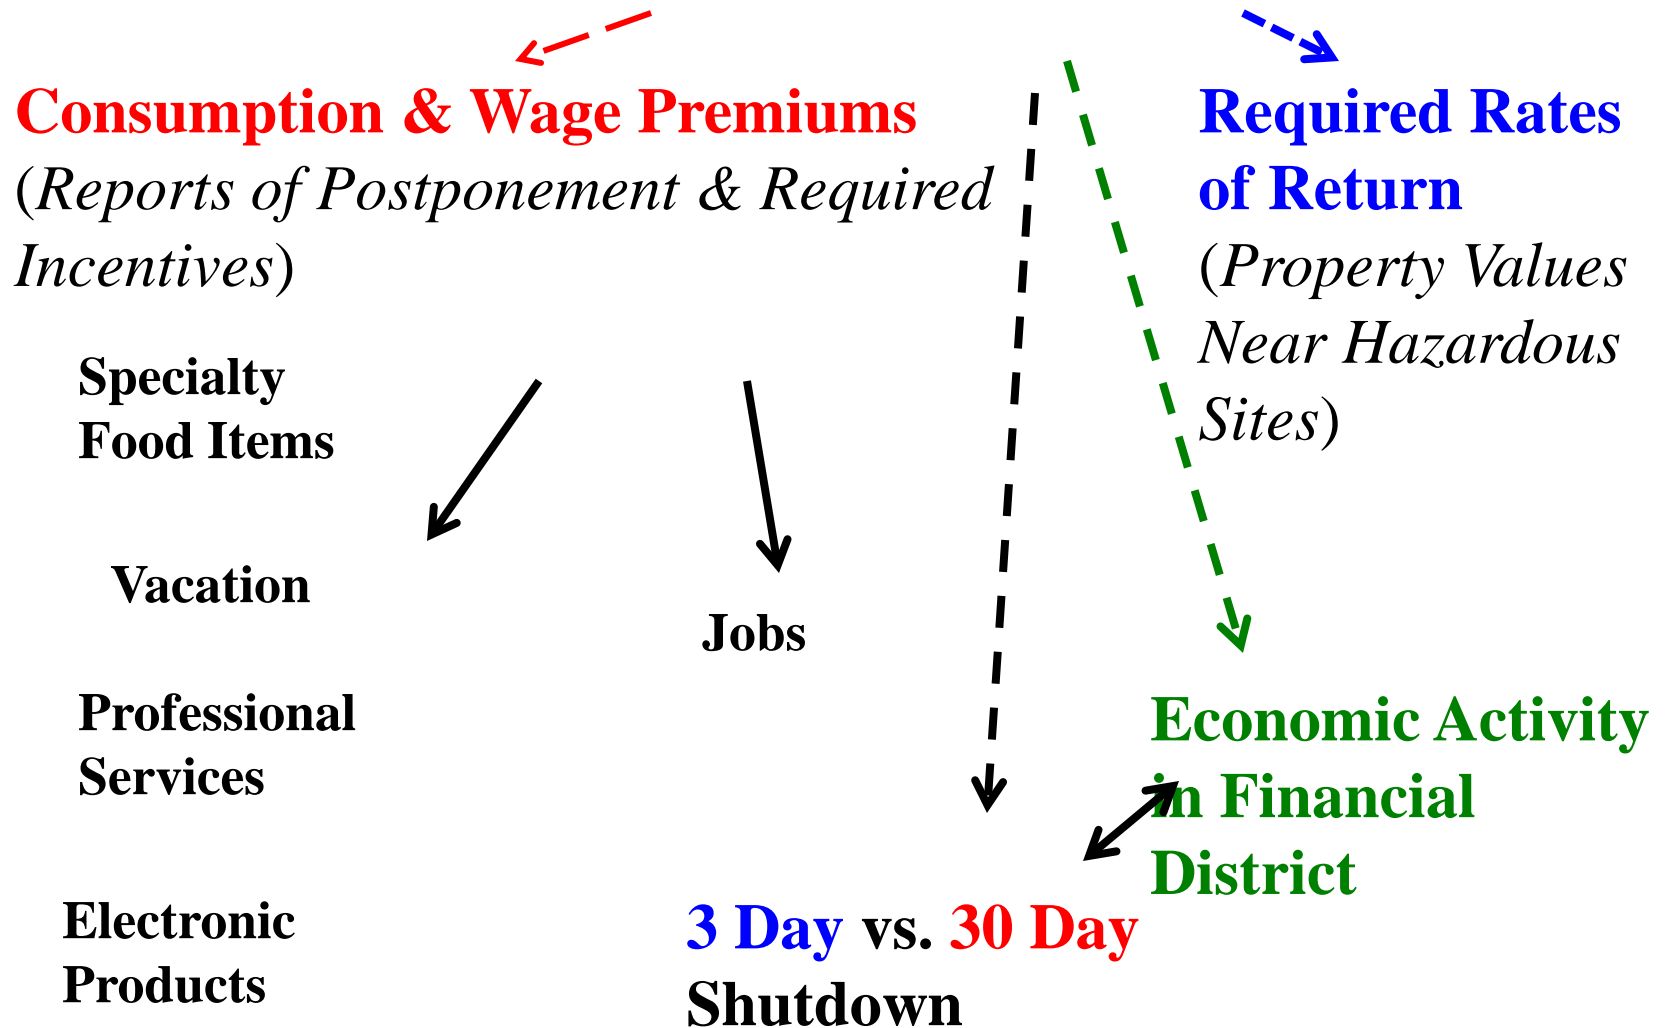 Consumption & Wage Premiums
(Reports of Postponement & Required
Incentives)
Required Rates
of Return
(Property Values
Near Hazardous
Sites)
Specialty
Food Items
Vacation
Jobs
Professional
Services
Economic Activity
in Financial
District
Electronic
Products
3 Day vs. 30 Day
Shutdown